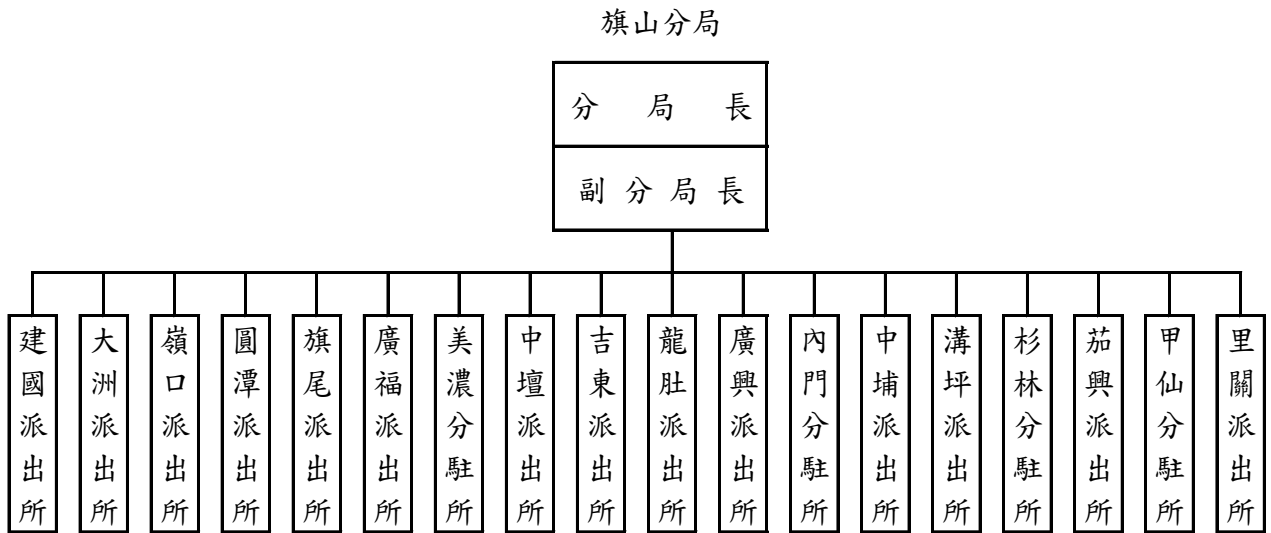 旗山分局
分局長
副分局長
建國派出所
大洲派出所
嶺口派出所
圓潭派出所
旗尾派出所
廣福派出所
美濃分駐所
中壇派出所
吉東派出所
龍肚派出所
廣興派出所
內門分駐所
中埔派出所
溝坪派出所
杉林分駐所
茄興派出所
甲仙分駐所
里關派出所